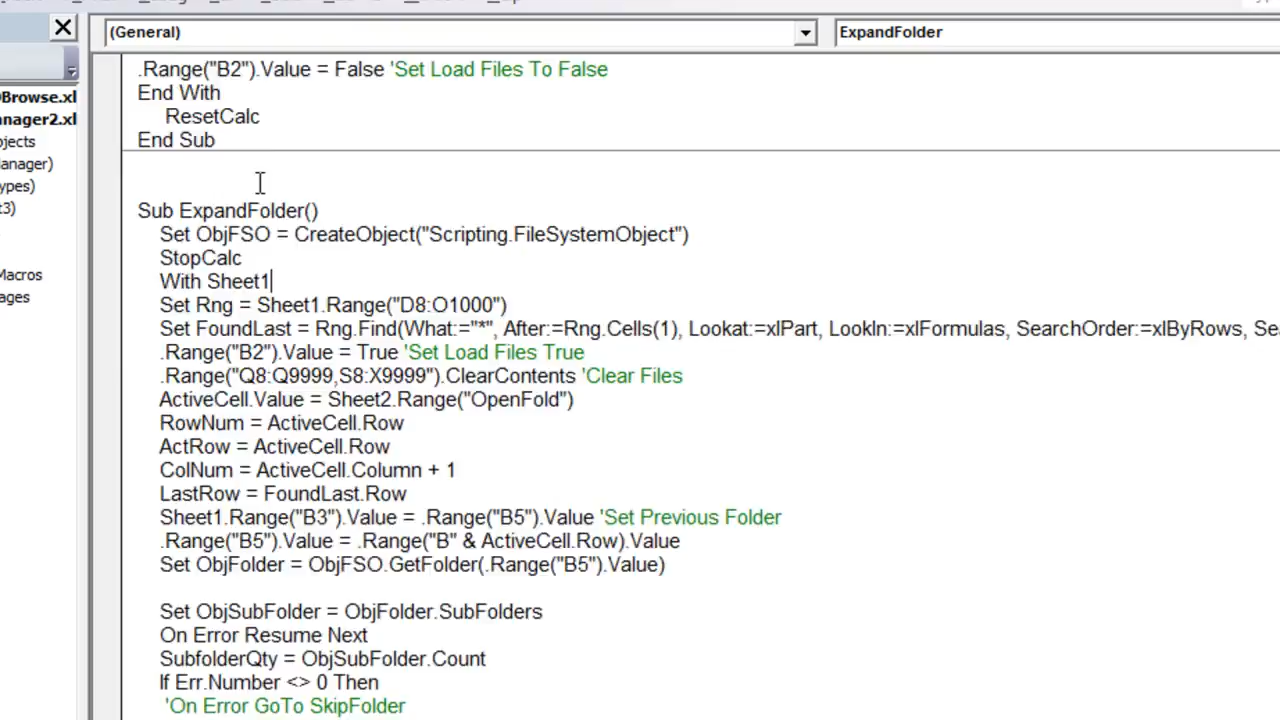 (General)
ExpandFolder
.Range("B2").Value = False 'Set Load Files To False
End With
ResetCalc
End Sub
Browse.xl
nager2.xl
jects
anager)
ypes)
t3)
Macros
ages
Sub ExpandFolder()
Set ObjFSO = CreateObject("Scripting.FileSystemObject")
StopCalc
With Sheet1
Set Rng = Sheet1.Range("D8:O1000")
Set FoundLast = Rng.Find(What:="*", After:=Rng.Cells(1), Lookat:=xlPart, LookIn:=xlFormulas, SearchOrder:=xlByRows, Se
.Range("B2").Value = True 'Set Load Files True
.Range("Q8:Q9999,S8:X9999").ClearContents 'Clear Files
ActiveCell.Value = Sheet2.Range("OpenFold")
RowNum = ActiveCell.Row
ActRow = ActiveCell.Row
ColNum = ActiveCell.Column + 1
LastRow = FoundLast.Row
Sheet1.Range("B3").Value = .Range("B5").Value 'Set Previous Folder
.Range("B5").Value = .Range("B" & ActiveCell.Row).Value
Set ObjFolder = ObjFSO.GetFolder(.Range("B5").Value)
Set ObjSubFolder = ObjFolder.SubFolders
On Error Resume Next
SubfolderQty = ObjSubFolder.Count
If Err.Number <> 0 Then
'On Error GoTo SkipFolder